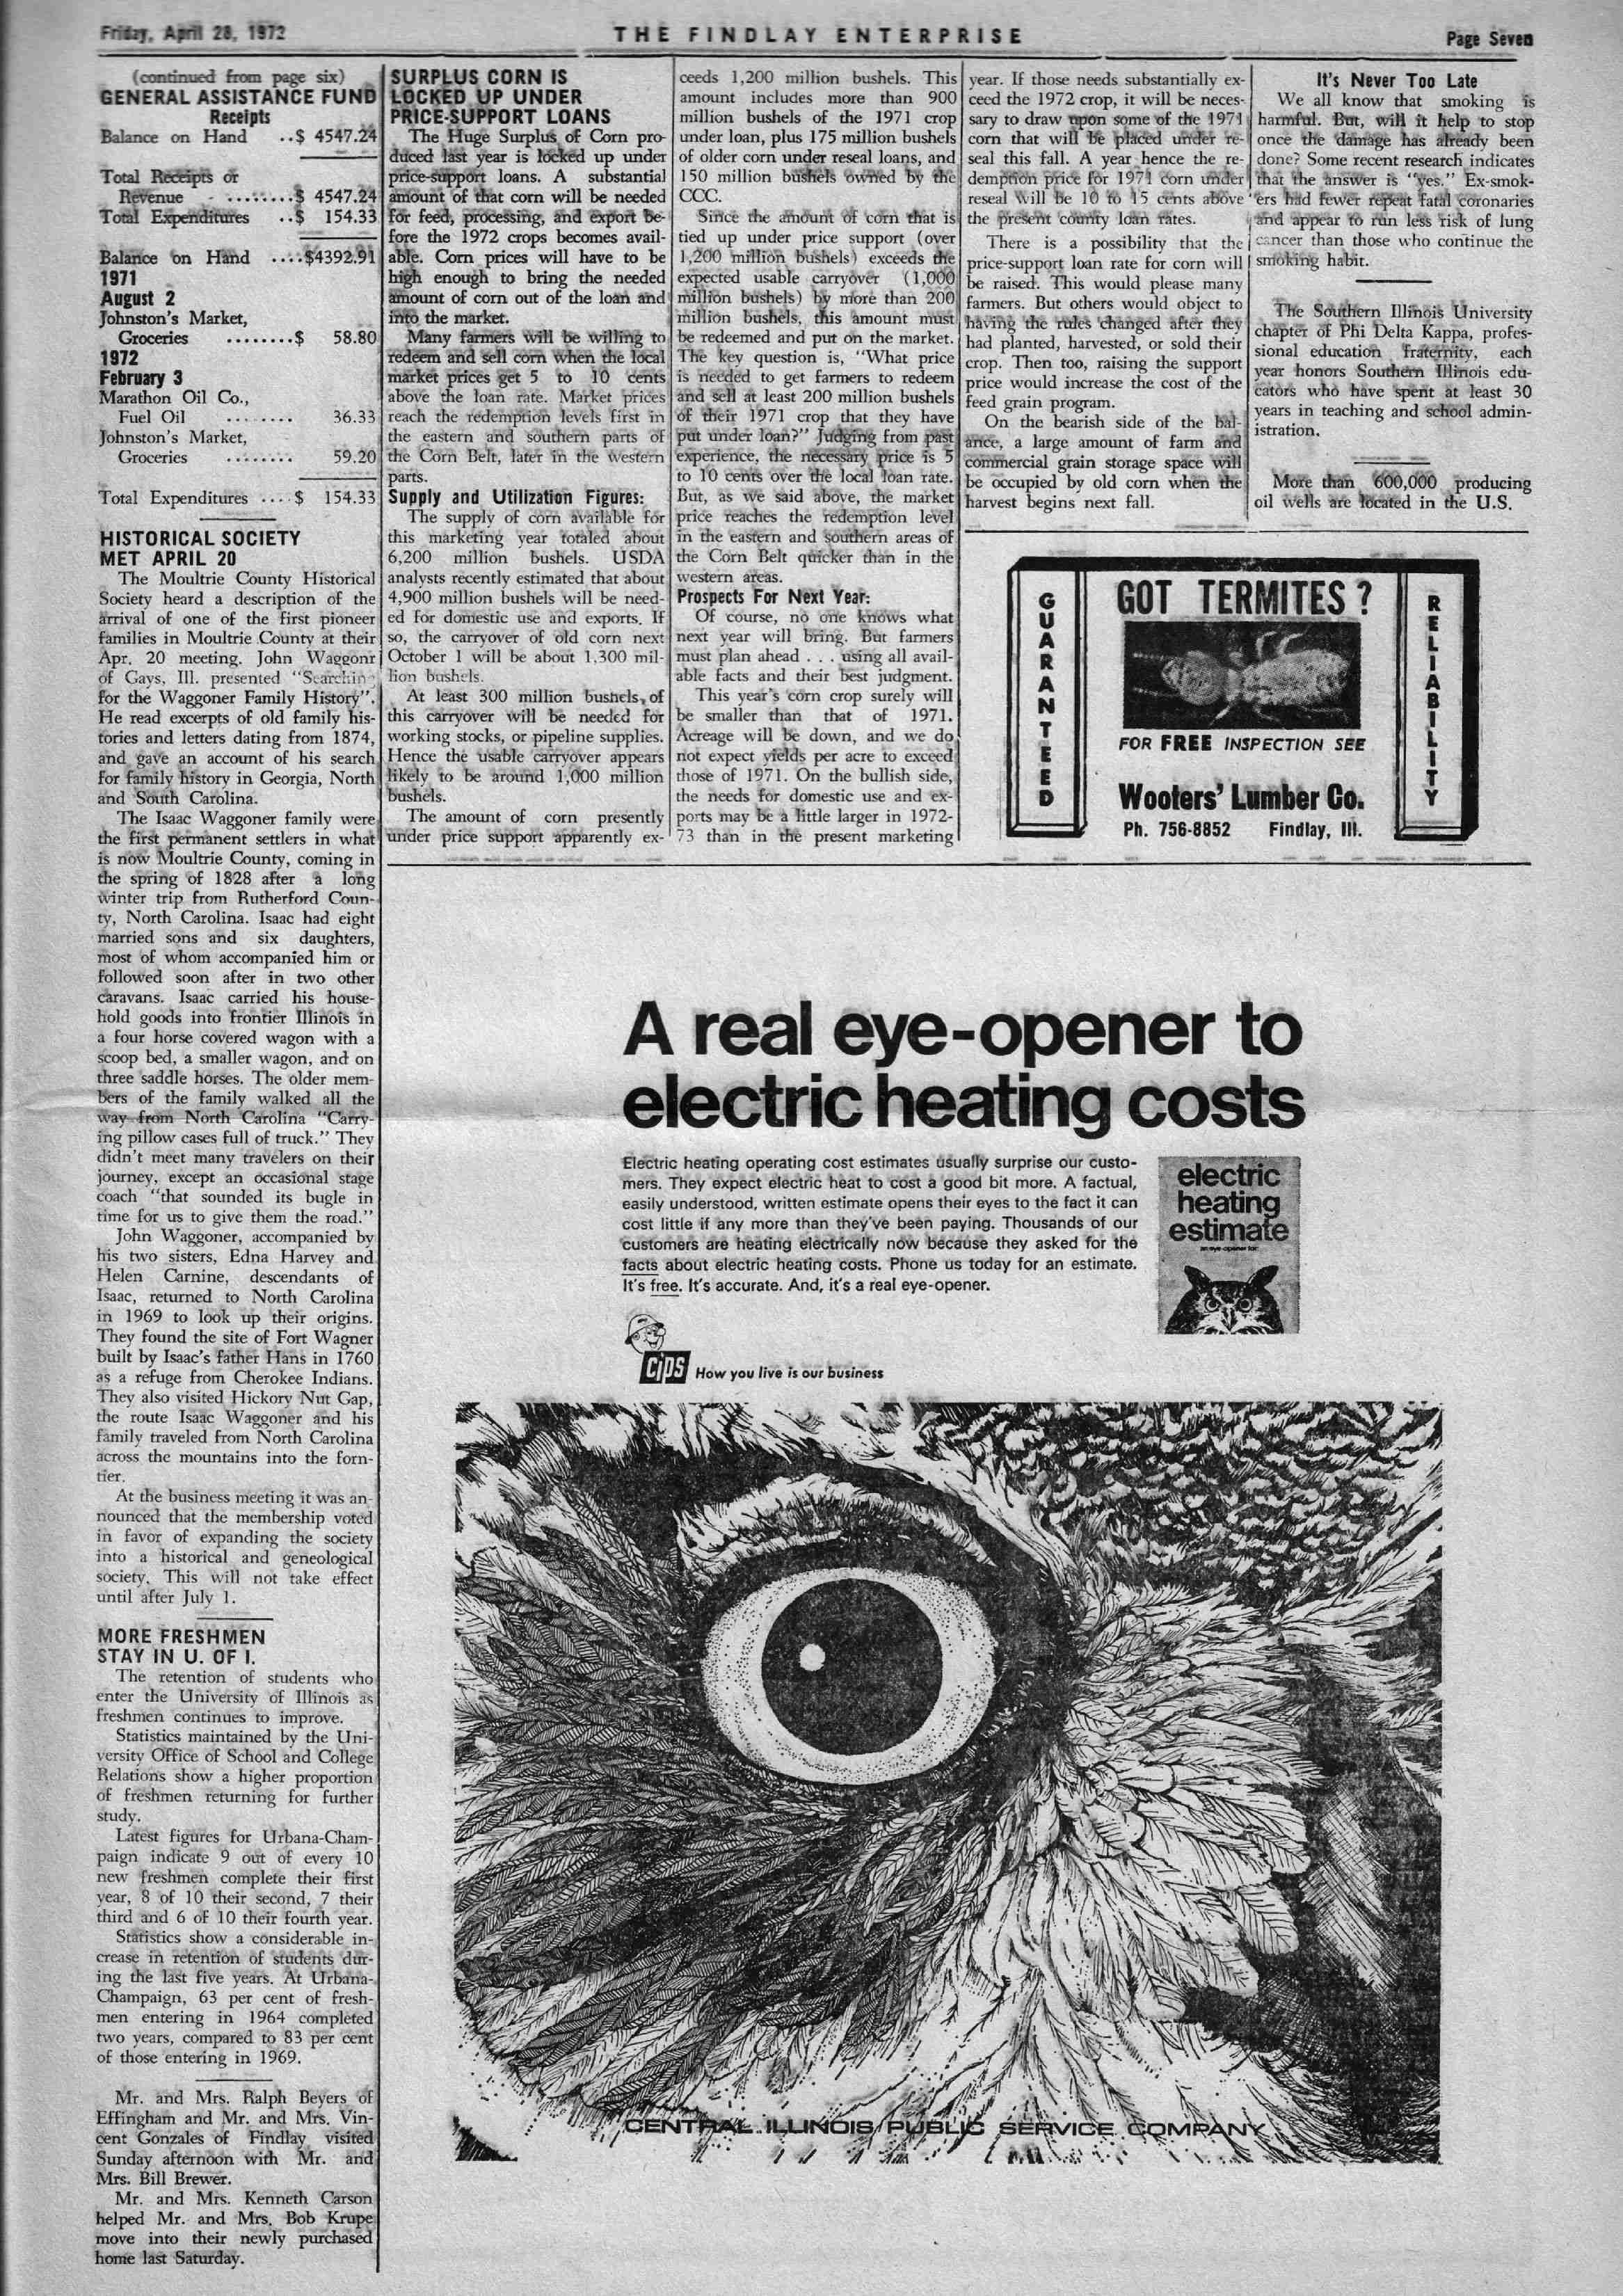 Friday, April 28, 1972
THE FINDLAY ENTERPRISE
Page Seven
(continued from page six)
GENERAL ASSISTANCE FUND
Receipts
Balance on Hand ..$ 4547.24
Total Receipts or
Revenue ........$ 4547.24
Total Expenditures ..$ 154.33
Balance on Hand ....$4392.91
1971
August 2
Johnston's Market,
Groceries ........$ 58.80
1972
February 3
Marathon Oil Co.,
Fuel Oil ........ 36.33
Johnston's Market,
Groceries ........ 59.20
Total Expenditures ... $ 154.33
HISTORICAL SOCIETY
MET APRIL 20
The Moultrie County Historical
Society heard a description of the
arrival of one of the first pioneer
families in Moultrie County at their
Apr. 20 meeting. John Waggonr
of Gays, Ill. presented "Searching
for the Waggoner Family History".
He read excerpts of old family his-
tories and letters dating from 1874,
and gave an account of his search
for family history in Georgia, North
and South Carolina.
The Isaac Waggoner family were
the first permanent settlers in what
is now Moultrie County, coming in
the spring of 1828 after a long
winter trip from Rutherford Coun-
ty, North Carolina. Isaac had eight
married sons and six daughters,
most of whom accompanied him or
followed soon after in two other
caravans. Isaac carried his house-
hold goods into frontier Illinois in
a four horse covered wagon with a
scoop bed, a smaller wagon, and on
three saddle horses. The older mem-
bers of the family walked all the
way from North Carolina "Carry-
ing pillow cases full of truck." They
didn't meet many travelers on their
journey, except an occasional stage
coach "that sounded its bugle in
time for us to give them the road."
John Waggoner, accompanied by
his two sisters, Edna Harvey and
Helen Carnine, descendants of
Isaac, returned to North Carolina
in 1969 to look up their origins.
They found the site of Fort Wagner
built by Isaac's father Hans in 1760
as a refuge from Cherokee Indians.
They also visited Hickory Nut Gap,
the route Isaac Waggoner and his
family traveled from North Carolina
across the mountains into the forn-
tier.
At the business meeting it was an-
nounced that the membership voted
in favor of expanding the society
into a historical and geneological
society. This will not take effect
until after July 1.
MORE FRESHMEN
STAY IN U. OF I.
The retention of students who
enter the University of Illinois as
freshmen continues to improve.
Statistics maintained by the Uni-
versity Office of School and College
Relations show a higher proportion
of freshmen returning for further
study.
Latest figures for Urbana-Cham-
paign indicate 9 out of every 10
new freshmen complete their first
year, 8 of 10 their second, 7 their
third and 6 of 10 their fourth year.
Statistics show a considerable in-
crease in retention of students dur-
ing the last five years. At Urbana-
Champaign, 63 per cent of fresh-
men entering in 1964 completed
two years, compared to 83 per cent
of those entering in 1969.
Mr. and Mrs. Ralph Beyers of
Effingham and Mr. and Mrs. Vin-
cent Gonzales of Findlay visited
Sunday afternoon with Mr. and
Mrs. Bill Brewer.
Mr. and Mrs. Kenneth Carson
helped Mr. and Mrs. Bob Krupe
move into their newly purchased
home last Saturday.
SURPLUS CORN IS
LOCKED UP UNDER
PRICE-SUPPORT LOANS
The Huge Surplus of Corn pro-
duced last year is locked up under
price-support loans. A substantial
amount of that corn will be needed
for feed, processing, and export be-
fore the 1972 crops becomes avail-
able. Corn prices will have to be
high enough to bring the needed
amount of corn out of the loan and
into the market.
Many farmers will be willing to
redeem and sell corn when the local
market prices get 5 to 10 cents
above the loan rate. Market prices
reach the redemption levels first in
the eastern and southern parts of
the Corn Belt, later in the western
parts.
Supply and Utilization Figures:
The supply of corn available for
this marketing year totaled about
6,200 million bushels. USDA
analysts recently estimated that about
4,900 million bushels will be need-
ed for domestic use and exports. If
so, the carryover of old corn next
October 1 will be about 1,300 mil-
lion bushels.
At least 300 million bushels, of
this carryover will be needed for
working stocks, or pipeline supplies.
Hence the usable carryover appears
likely to be around 1,000 million
bushels.
The amount of corn presently
under price support apparently ex-
ceeds 1,200 million bushels. This
amount includes more than 900
million bushels of the 1971 crop
under loan, plus 175 million bushels
of older corn under reseal loans, and
150 million bushels owned by the
CCC.
Since the amount of corn that is
tied up under price support (over
1,200 million bushels) exceeds the
expected usable carryover (1,000
million bushels) by more than 200
million bushels, this amount must
be redeemed and put on the market.
The key question is, "What price
is needed to get farmers to redeem
and sell at least 200 million bushels
of their 1971 crop that they have
put under loan?" Judging from past
experience, the necessary price is 5
to 10 cents over the local loan rate.
But, as we said above, the market
price reaches the redemption level
in the eastern and southern areas of
the Corn Belt quicker than in the
western areas.
Prospects For Next Year:
Of course, no one knows what
next year will bring. But farmers
must plan ahead . . . using all avail-
able facts and their best judgment.
This year's corn crop surely will
be smaller than that of 1971.
Acreage will be down, and we do
not expect yields per acre to exceed
those of 1971. On the bullish side,
the needs for domestic use and ex-
ports may be a little larger in 1972-
73 than in the present marketing
year. If those needs substantially ex-
ceed the 1972 crop, it will be neces-
sary to draw upon some of the 1971
corn that will be placed under re-
seal this fall. A year hence the re-
demption price for 1971 corn under
reseal will be 10 to 15 cents above
the present county loan rates.
There is a possibility that the
price-support loan rate for corn will
be raised. This would please many
farmers. But others would object to
having the rules changed after they
had planted, harvested, or sold their
crop. Then too, raising the support
price would increase the cost of the
feed grain program.
On the bearish side of the bal-
ance, a large amount of farm and
commercial grain storage space will
be occupied by old corn when the
harvest begins next fall.
It's Never Too Late
We all know that smoking is
harmful. But, will it help to stop
once the damage has already been
done? Some recent research indicates
that the answer is "yes." Ex-smok-
ers had fewer repeat fatal coronaries
and appear to run less risk of lung
cancer than those who continue the
smoking habit.
The Southern Illinois University
chapter of Phi Delta Kappa, profes-
sional education fraternity, each
year honors Southern Illinois edu-
cators who have spent at least 30
years in teaching and school admin-
istration.
More than 600,000 producing
oil wells are located in the U.S.
GUARANTEED
GOT TERMITES?
FOR FREE INSPECTION SEE
Wooters' Lumber Co.
Ph. 756-8852 Findlay, Ill.
RELIABILITY
A real eye-opener to
electric heating costs
Electric heating operating cost estimates usually surprise our custo-
mers. They expect electric heat to cost a good bit more. A factual,
easily understood, written estimate opens their eyes to the fact it can
cost little if any more than they've been paying. Thousands of our
customers are heating electrically now because they asked for the
facts about electric heating costs. Phone us today for an estimate.
It's free. It's accurate. And, it's a real eye-opener.
electric
heating
estimate
an eye-opener for:
cips How you live is our business
CENTRAL ILLINOIS PUBLIC SERVICE COMPANY